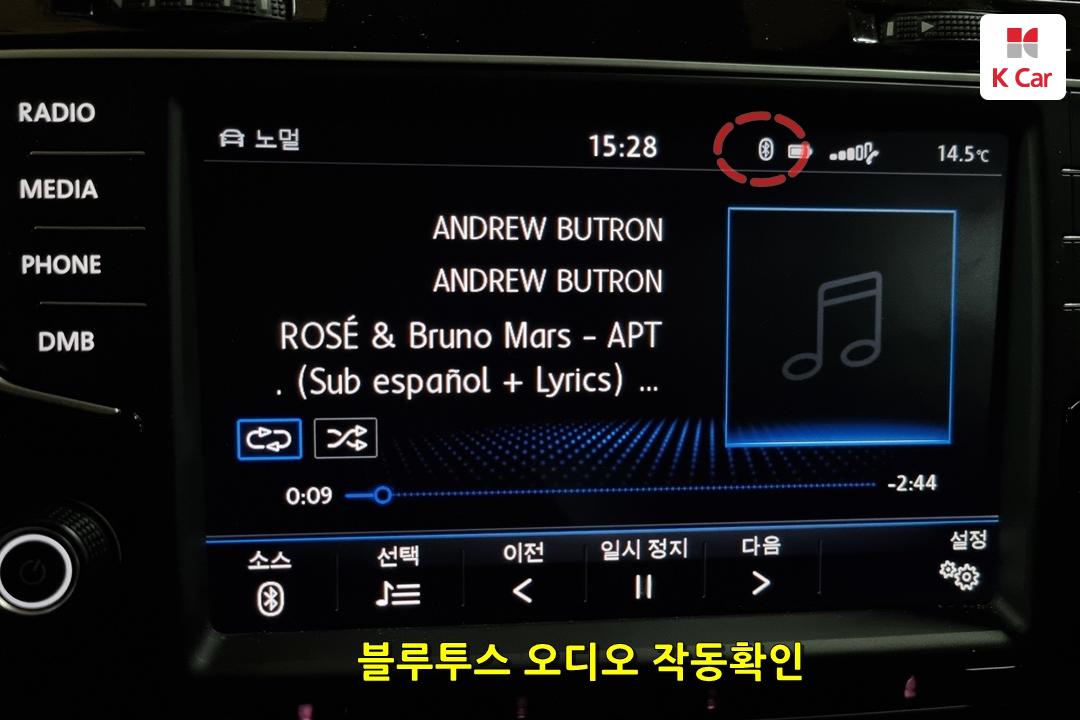 K Car
RADIO
MEDIA
PHONE
DMB
노멀
15:28
14.5°C
ANDREW BUTRON
ANDREW BUTRON
ROSÉ & Bruno Mars - APT
. (Sub español + Lyrics) ...
0:09
-2:44
소스
선택
이전
일시 정지
다음
설정
블루투스 오디오 작동확인